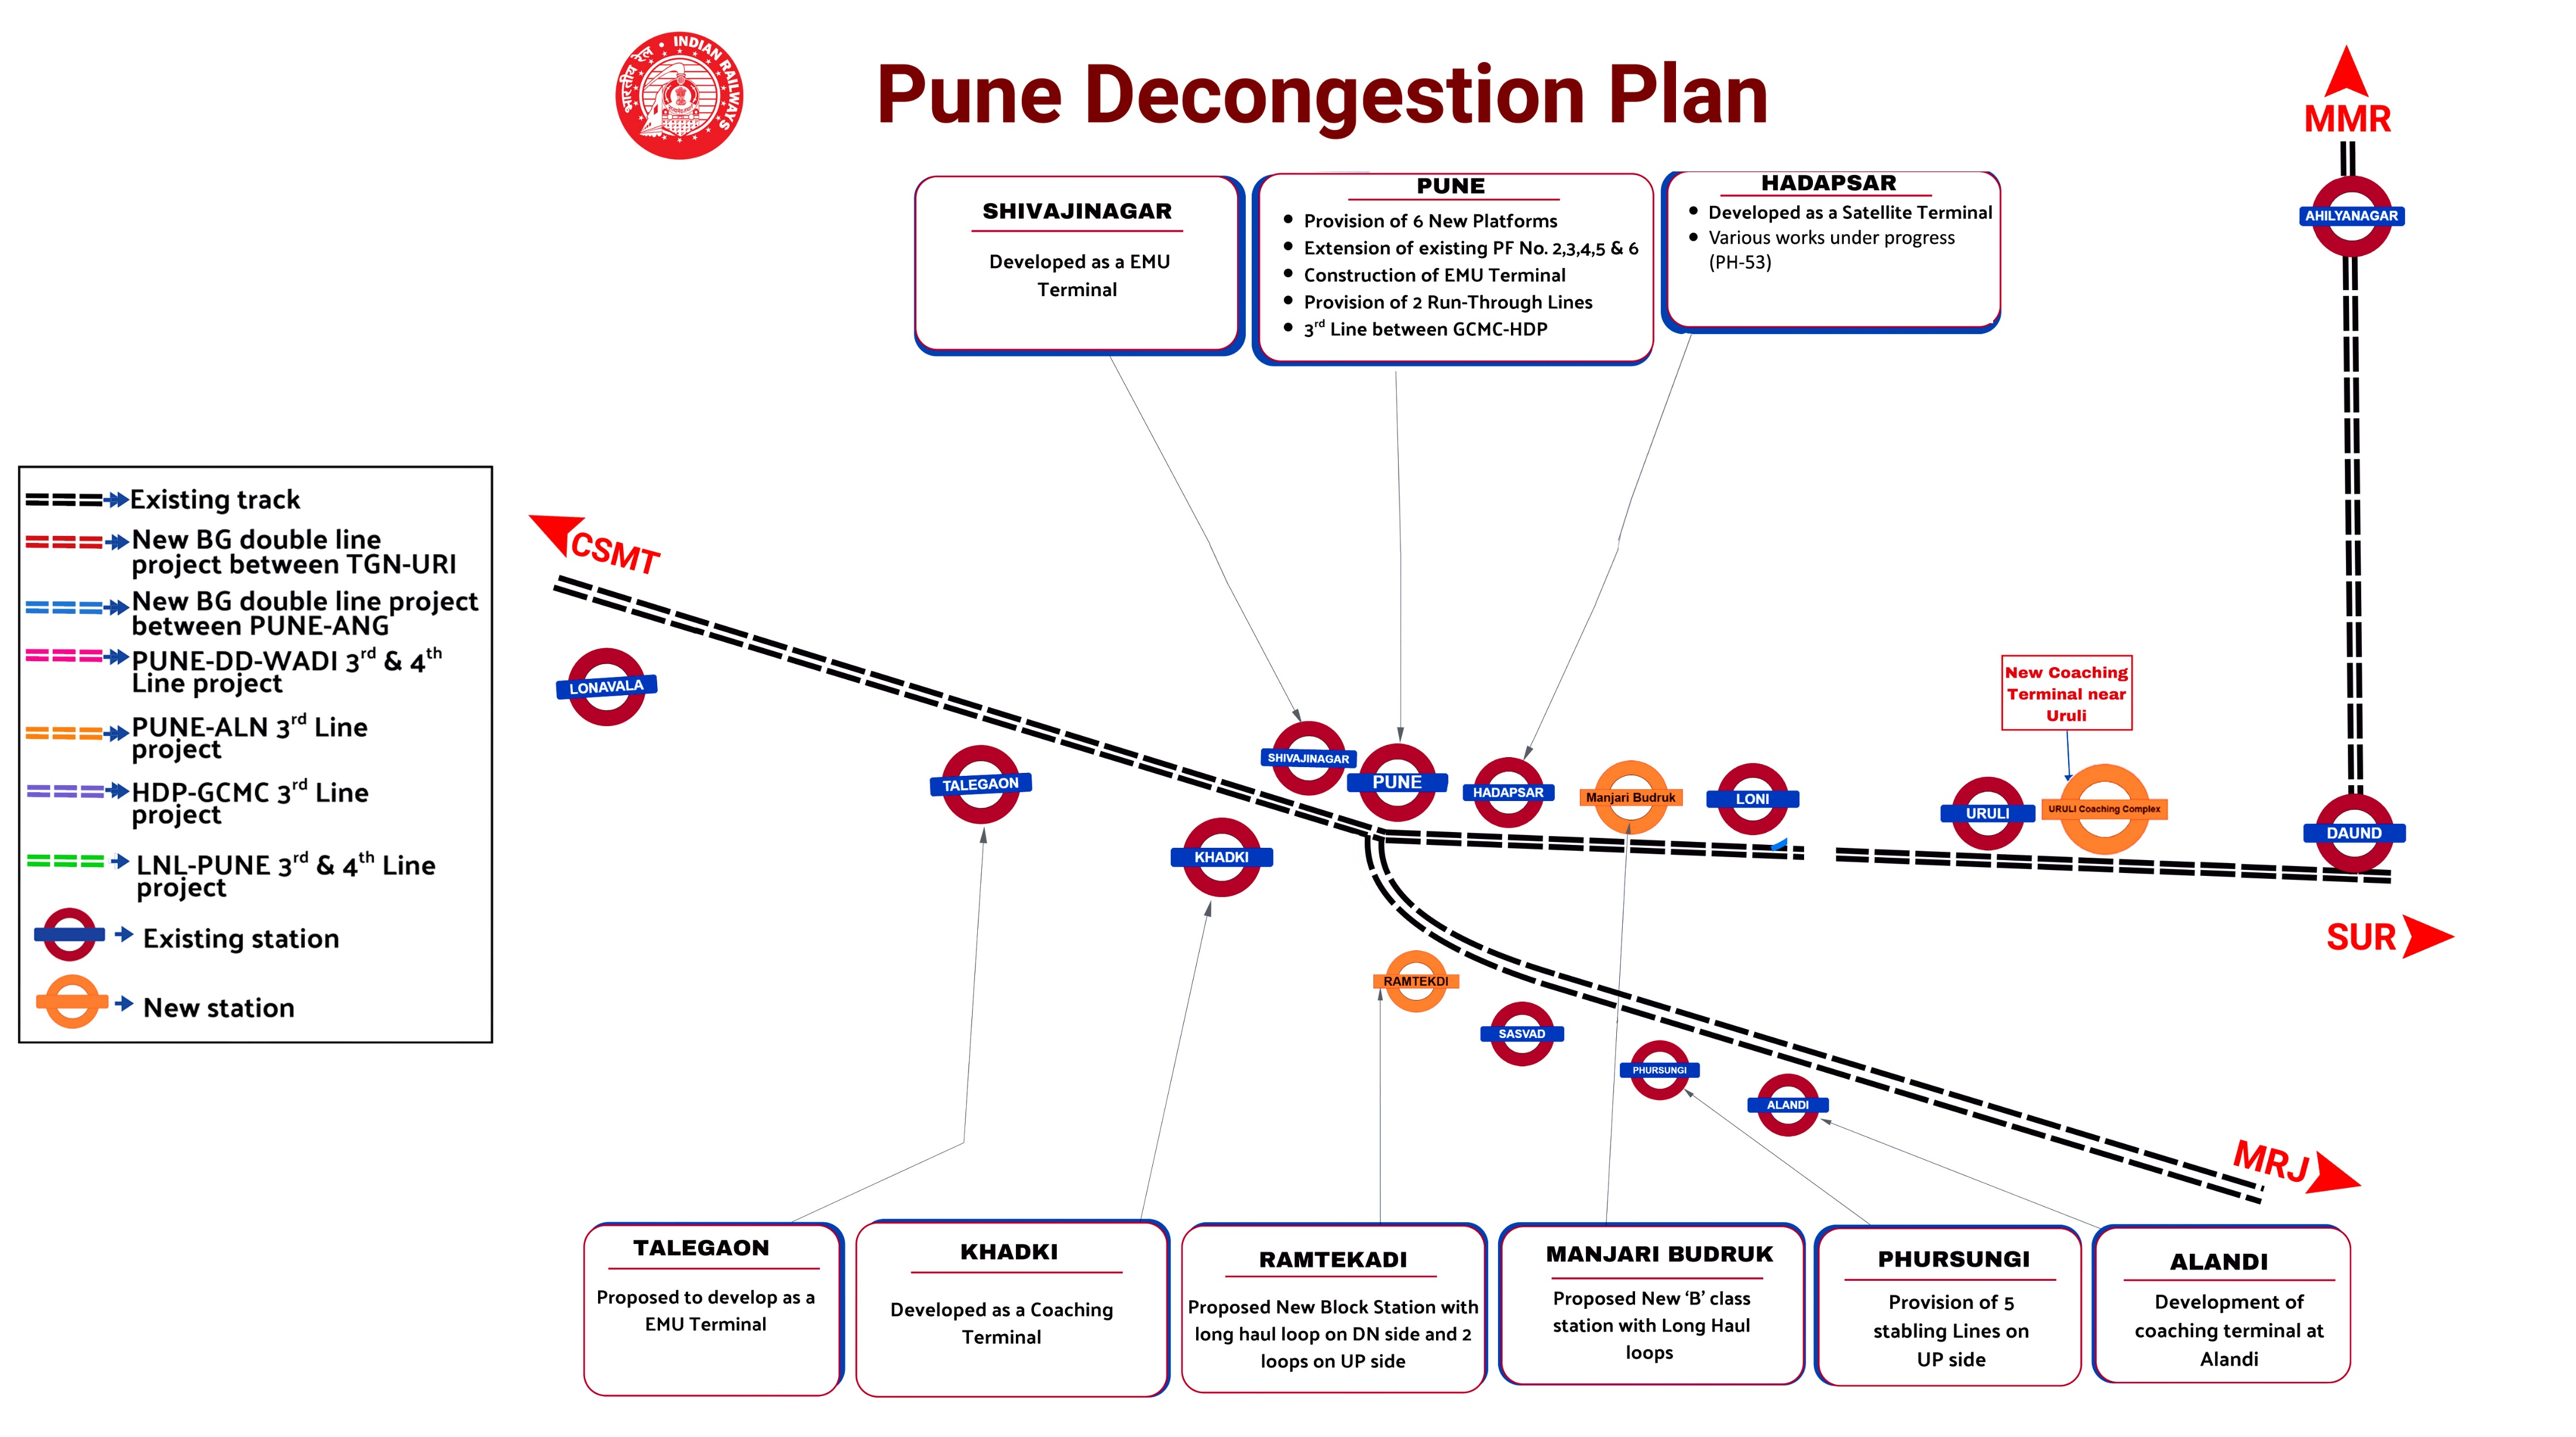 भारतीय रेल • INDIAN RAILWAYS
Pune Decongestion Plan
MMR
AHILYANAGAR
SHIVAJINAGAR
Developed as a EMU
Terminal
PUNE
• Provision of 6 New Platforms
• Extension of existing PF No. 2,3,4,5 & 6
• Construction of EMU Terminal
• Provision of 2 Run-Through Lines
• 3rd Line between GCMC-HDP
HADAPSAR
• Developed as a Satellite Terminal
• Various works under progress
(PH-53)
Existing track
New BG double line
project between TGN-URI
New BG double line project
between PUNE-ANG
PUNE-DD-WADI 3rd & 4th
Line project
PUNE-ALN 3rd Line
project
HDP-GCMC 3rd Line
project
LNL-PUNE 3rd & 4th Line
project
Existing station
New station
CSMT
LONAVALA
TALEGAON
KHADKI
SHIVAJINAGAR
PUNE
HADAPSAR
Manjari Budruk
LONI
URULI
New Coaching
Terminal near
Uruli
URULI Coaching Complex
DAUND
SUR
RAMTEKDI
SASVAD
PHURSUNGI
ALANDI
MRJ
TALEGAON
Proposed to develop as a
EMU Terminal
KHADKI
Developed as a Coaching
Terminal
RAMTEKADI
Proposed New Block Station with
long haul loop on DN side and 2
loops on UP side
MANJARI BUDRUK
Proposed New ‘B’ class
station with Long Haul
loops
PHURSUNGI
Provision of 5
stabling Lines on
UP side
ALANDI
Development of
coaching terminal at
Alandi